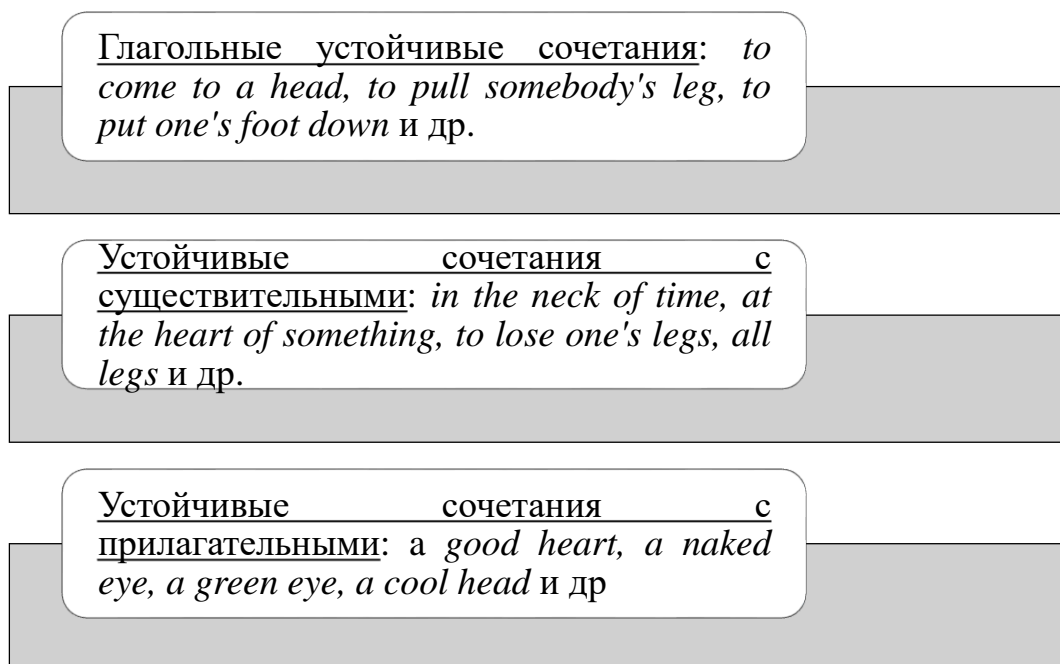 Глагольные устойчивые сочетания: to
come to a head, to pull somebody's leg, to
put one's foot down и др.
Устойчивые сочетания с
существительными: in the neck of time, at
the heart of something, to lose one's legs, all
legs и др.
Устойчивые сочетания с
прилагательными: a good heart, a naked
eye, a green eye, a cool head и др